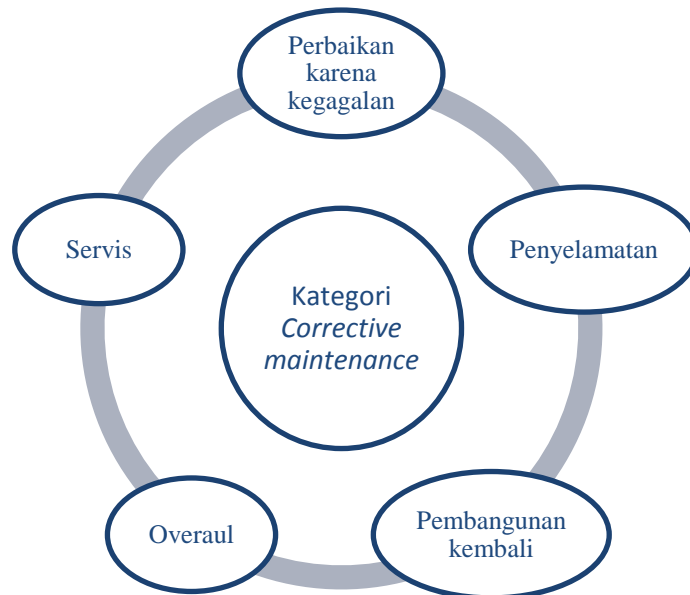 Perbaikan
karena
kegagalan
Servis
Penyelamatan
Kategori
Corrective
maintenance
Overaul
Pembangunan
kembali